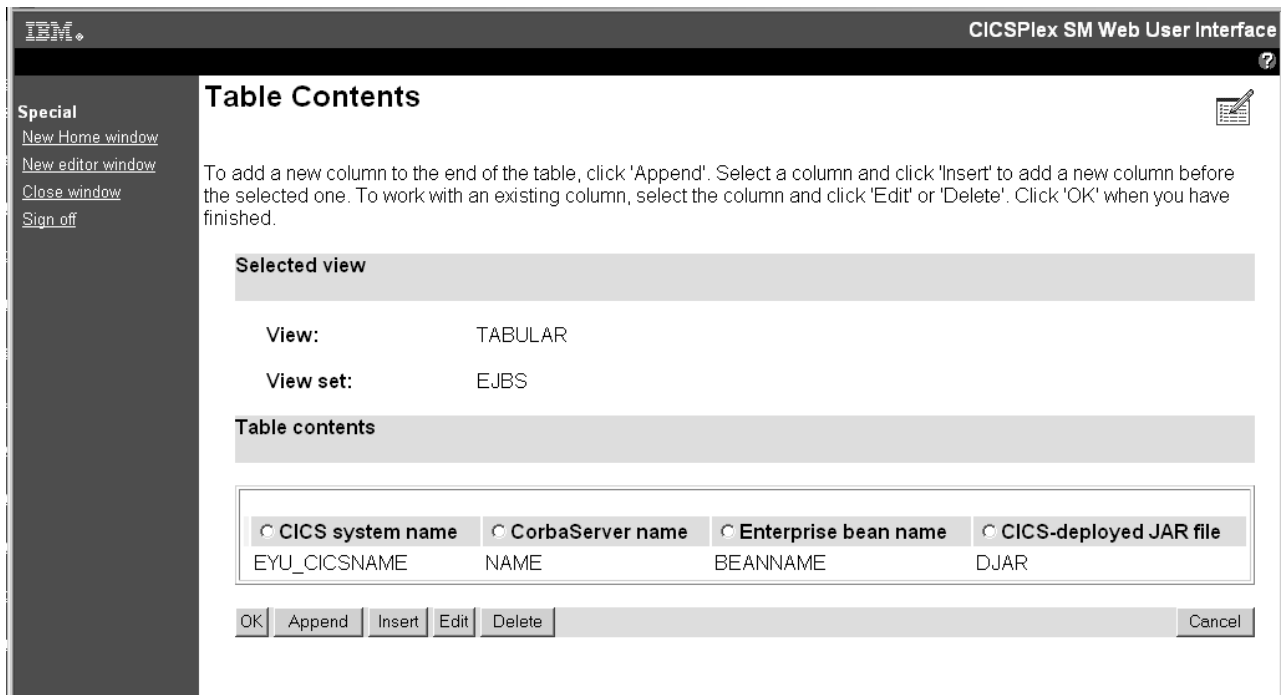 IBM.
CICSPlex SM Web User Interface
?
Special
New Home window
New editor window
Close window
Sign off
Table Contents
To add a new column to the end of the table, click 'Append'. Select a column and click 'Insert' to add a new column before
the selected one. To work with an existing column, select the column and click 'Edit' or 'Delete'. Click 'OK' when you have
finished.
Selected view
View: TABULAR
View set: EJBS
Table contents
CICS system name CorbaServer name Enterprise bean name CICS-deployed JAR file
EYU_CICSNAME NAME BEANNAME DJAR
OK Append Insert Edit Delete Cancel